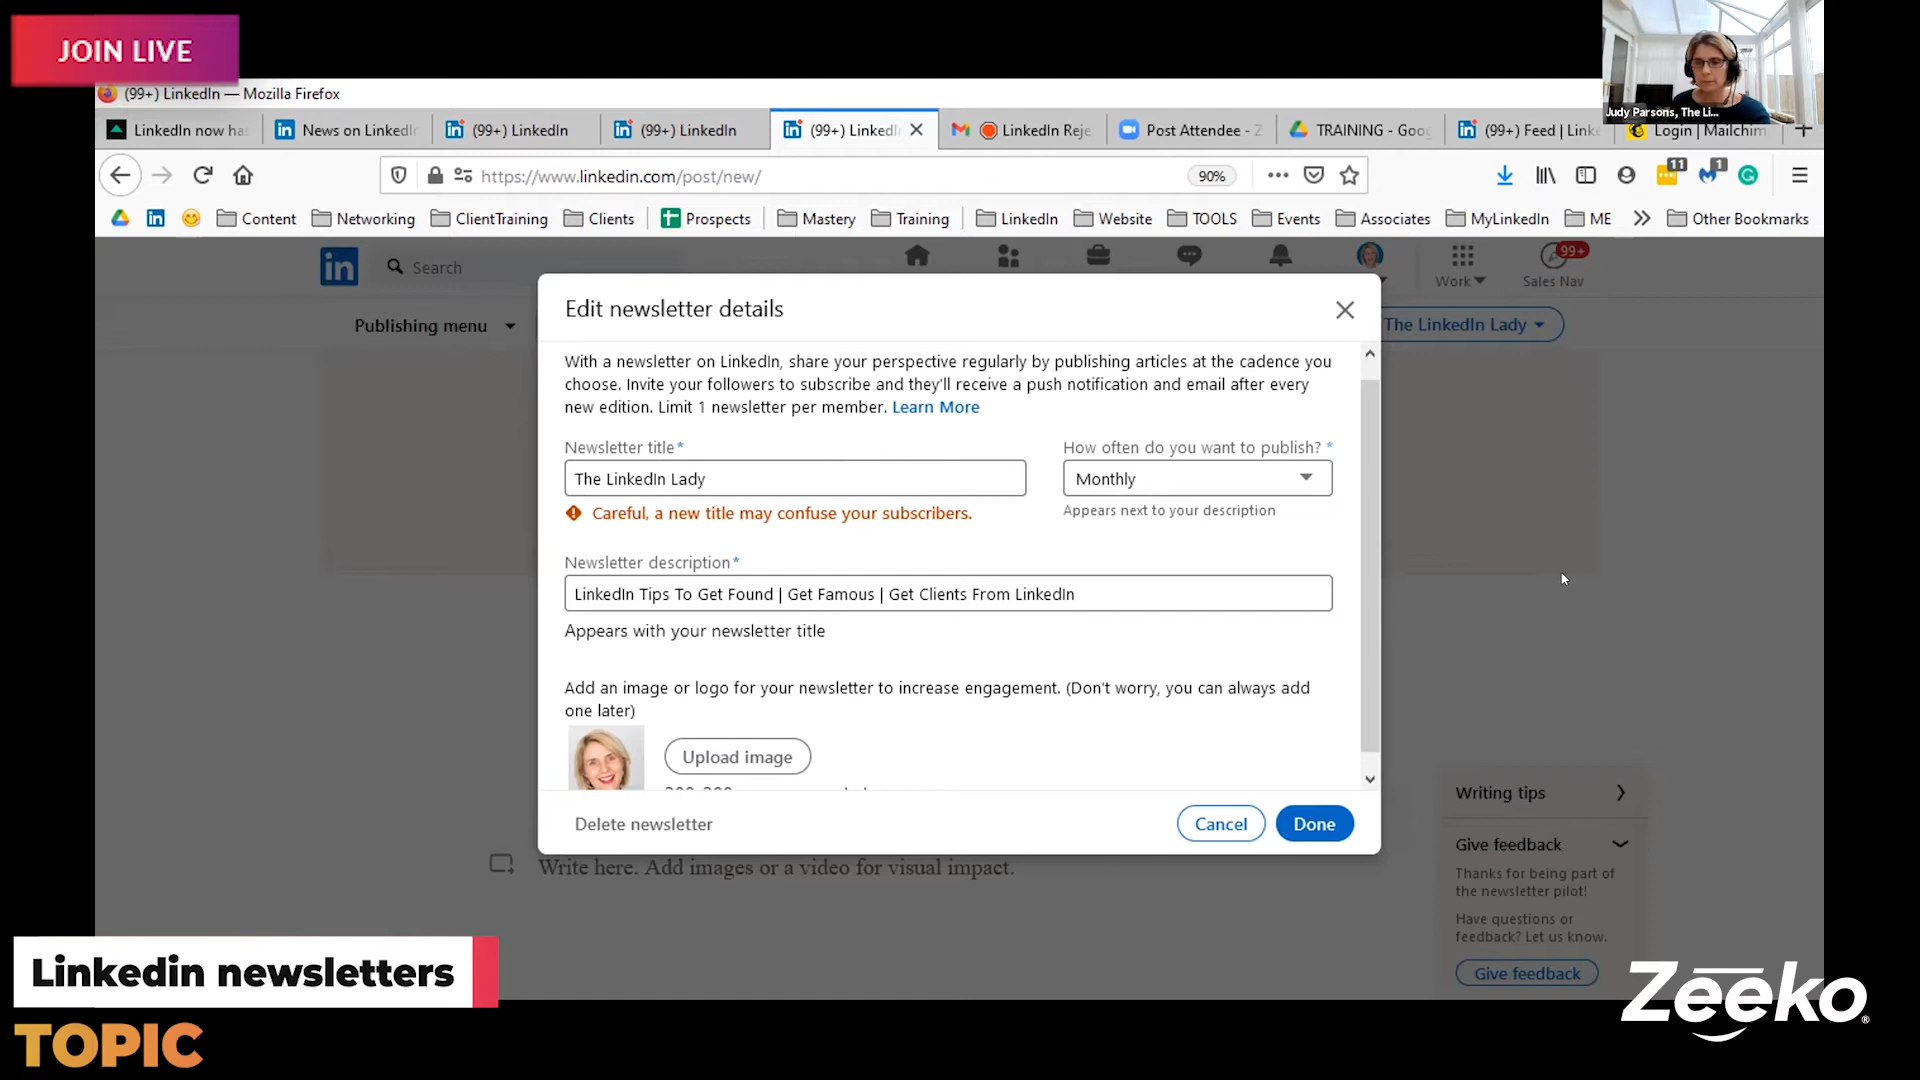 JOIN LIVE
Judy Parsons, The Li...
(99+) LinkedIn — Mozilla Firefox
LinkedIn now ha
News on LinkedI
(99+) LinkedIn
(99+) LinkedIn
(99+) LinkedI
LinkedIn Reje
Post Attendee - Z
TRAINING - Goog
(99+) Feed | Linke
Login | Mailchim
https://www.linkedin.com/post/new/
90%
11
1
Content
Networking
ClientTraining
Clients
Prospects
Mastery
Training
LinkedIn
Website
TOOLS
Events
Associates
MyLinkedIn
ME
Other Bookmarks
in
Search
Work
99+
Sales Nav
Publishing menu
The LinkedIn Lady
Edit newsletter details
With a newsletter on LinkedIn, share your perspective regularly by publishing articles at the cadence you
choose. Invite your followers to subscribe and they'll receive a push notification and email after every
new edition. Limit 1 newsletter per member. Learn More
Newsletter title*
How often do you want to publish? *
The LinkedIn Lady
Monthly
Careful, a new title may confuse your subscribers.
Appears next to your description
Newsletter description*
LinkedIn Tips To Get Found | Get Famous | Get Clients From LinkedIn
Appears with your newsletter title
Add an image or logo for your newsletter to increase engagement. (Don't worry, you can always add
one later)
Upload image
Delete newsletter
Cancel
Done
Write here. Add images or a video for visual impact.
Writing tips
Give feedback
Thanks for being part of
the newsletter pilot!
Have questions or
feedback? Let us know.
Give feedback
Linkedin newsletters
TOPIC
Zeeko®